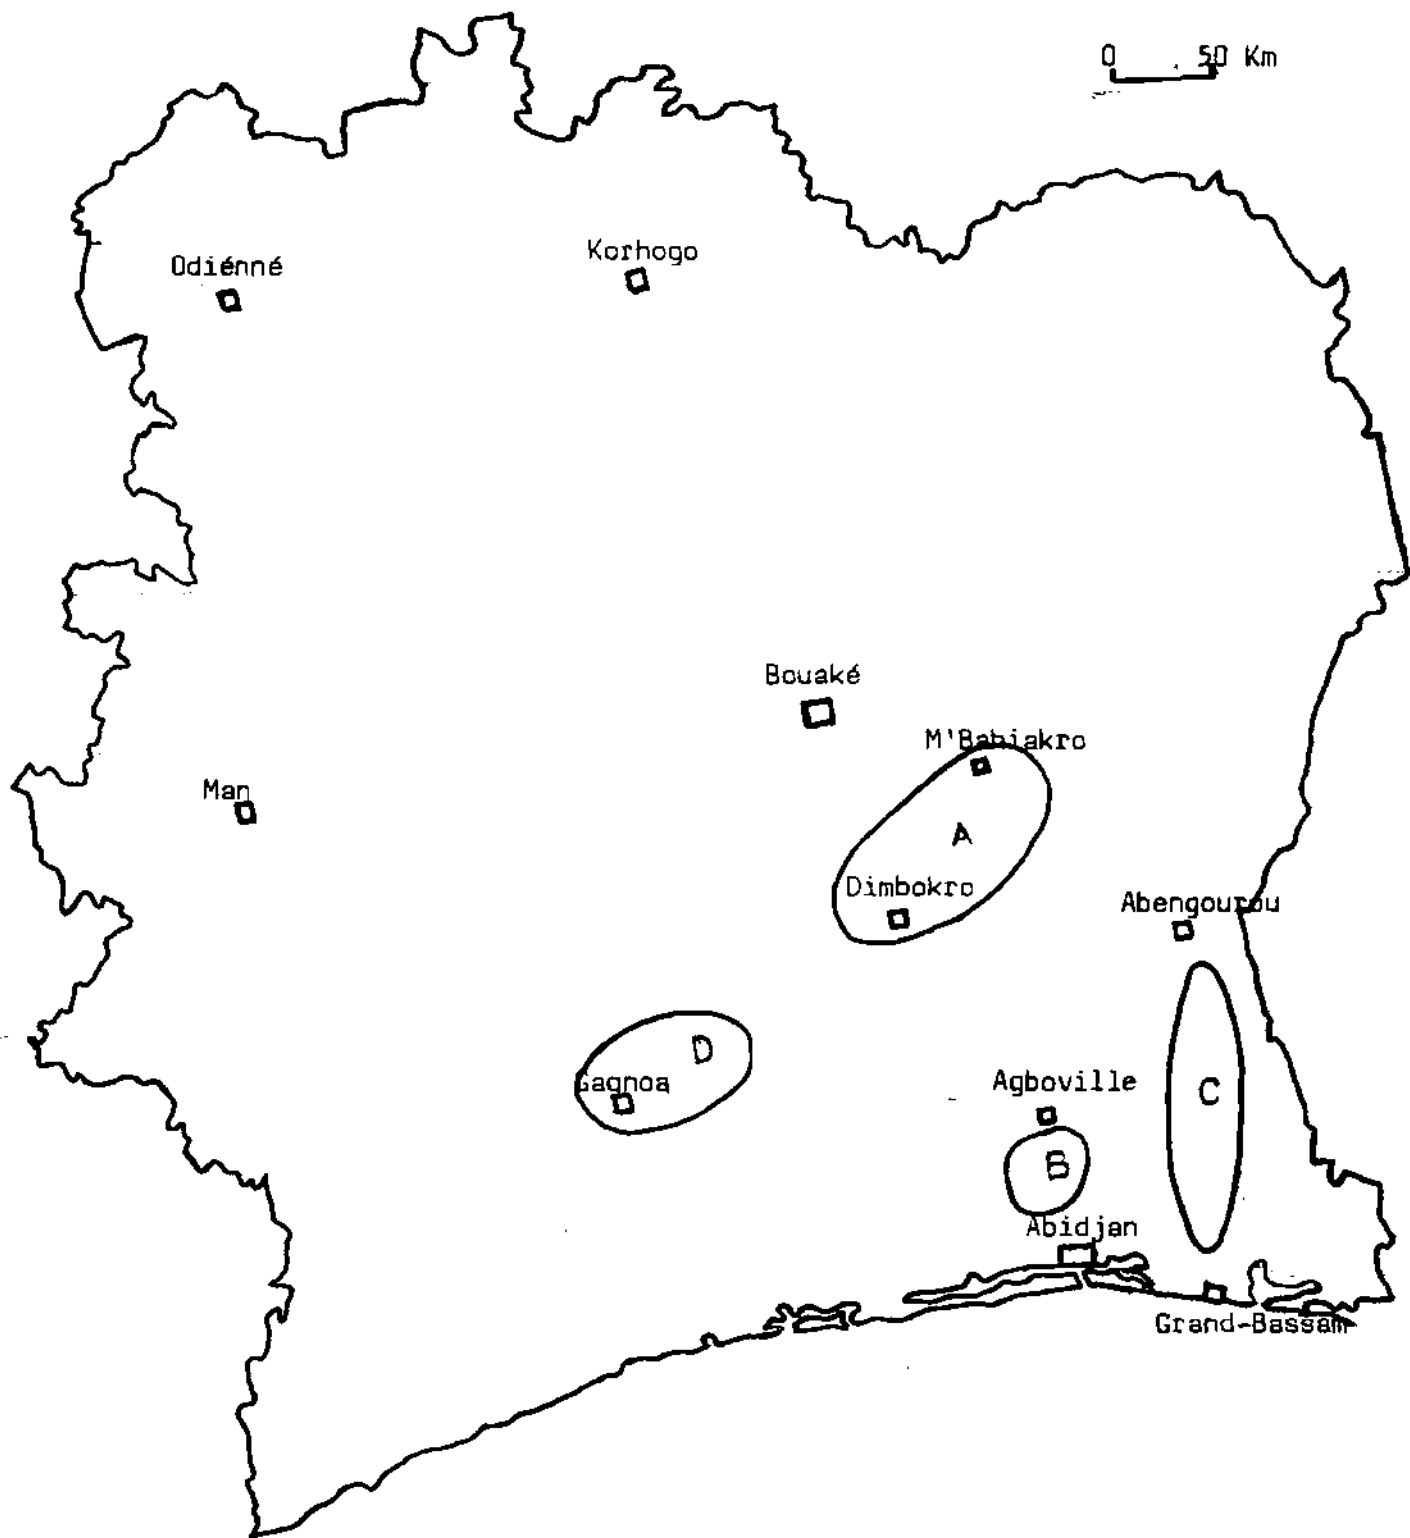 0 50 Km
Korhogo
Odiénné
Bouaké
M'Bahiakro
Man
A
Dimbokro
Abengourou
D
Gagnoa
Agboville
C
B
Abidjan
Grand-Bassam